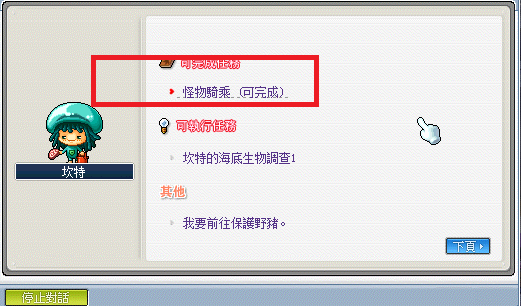 可完成任務
怪物騎乘 (可完成)
可執行任務
坎特的海底生物調查1
坎特
其他
我要前往保護野豬。
下頁
停止對話